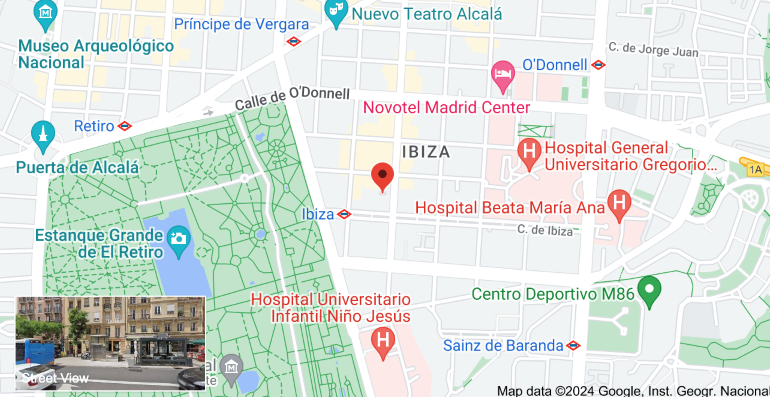 Príncipe de Vergara
Nuevo Teatro Alcalá
Museo Arqueológico
Nacional
C. de Jorge Juan
O'Donnell
Calle de O'Donnell
Novotel Madrid Center
Retiro
Puerta de Alcalá
IBIZA
Hospital General
Universitario Gregorio...
1A
Ibiza
Hospital Beata María Ana
C. de Ibiza
Estanque Grande
de El Retiro
Centro Deportivo M86
Hospital Universitario
Infantil Niño Jesús
Sainz de Baranda
Street View
Map data ©2024 Google, Inst. Geogr. Nacional